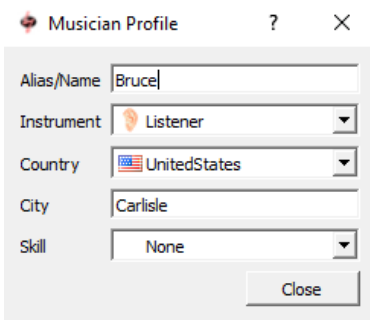 Musician Profile ?
Alias/Name Bruce
Instrument Listener
Country UnitedStates
City Carlisle
Skill None
Close